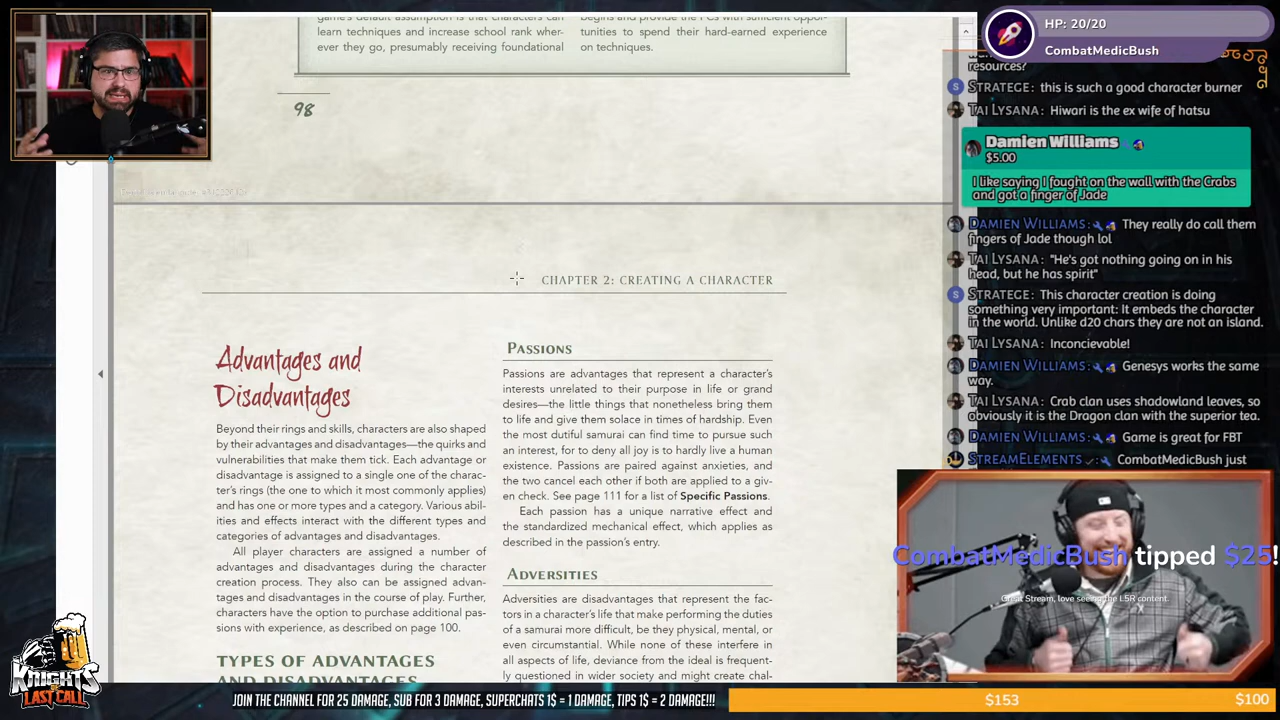 game's default assumption is that characters can
learn techniques and increase school rank wher-
ever they go, presumably receiving foundational
begins and provide the PCs with sufficient oppor-
tunities to spend their hard-earned experience
on techniques.
98
CHAPTER 2: CREATING A CHARACTER
Advantages and
Disadvantages
Beyond their rings and skills, characters are also shaped
by their advantages and disadvantages—the quirks and
vulnerabilities that make them tick. Each advantage or
disadvantage is assigned to a single one of the charac-
ter's rings (the one to which it most commonly applies)
and has one or more types and a category. Various abil-
ities and effects interact with the different types and
categories of advantages and disadvantages.
All player characters are assigned a number of
advantages and disadvantages during the character
creation process. They also can be assigned advan-
tages and disadvantages in the course of play. Further,
characters have the option to purchase additional pas-
sions with experience, as described on page 100.
TYPES OF ADVANTAGES
AND DISADVANTAGES
PASSIONS
Passions are advantages that represent a character's
interests unrelated to their purpose in life or grand
desires—the little things that nonetheless bring them
to life and give them solace in times of hardship. Even
the most dutiful samurai can find time to pursue such
an interest, for to deny all joy is to hardly live a human
existence. Passions are paired against anxieties, and
the two cancel each other if both are applied to a giv-
en check. See page 111 for a list of Specific Passions.
Each passion has a unique narrative effect and
the standardized mechanical effect, which applies as
described in the passion's entry.
ADVERSITIES
Adversities are disadvantages that represent the fac-
tors in a character's life that make performing the duties
of a samurai more difficult, be they physical, mental, or
even circumstantial. While none of these interfere in
all aspects of life, deviance from the ideal is frequent-
ly questioned in wider society and might create chal-
HP: 20/20
CombatMedicBush
resources?
S STRATEGE: this is such a good character burner
TAI LYSANA: Hiwari is the ex wife of hatsu
Damien Williams
$5.00
I like saying I fought on the wall with the Crabs
and got a finger of Jade
DAMIEN WILLIAMS: They really do call them
fingers of Jade though lol
TAI LYSANA: "He's got nothing going on in his
head, but he has spirit"
S STRATEGE: This character creation is doing
something very important: It embeds the character
in the world. Unlike d20 chars they are not an island.
TAI LYSANA: Inconcievable!
DAMIEN WILLIAMS: Genesys works the same
way.
TAI LYSANA: Crab clan uses shadowland leaves, so
obviously it is the Dragon clan with the superior tea.
DAMIEN WILLIAMS: Game is great for FBT
STREAMELEMENTS: CombatMedicBush just
CombatMedicBush tipped $25!
Great Stream, love seeing the L5R content.
KNIGHTS
LAST CALL
JOIN THE CHANNEL FOR 25 DAMAGE, SUB FOR 3 DAMAGE, SUPERCHATS 1$ = 1 DAMAGE, TIPS 1$ = 2 DAMAGE!!!
$153
$100